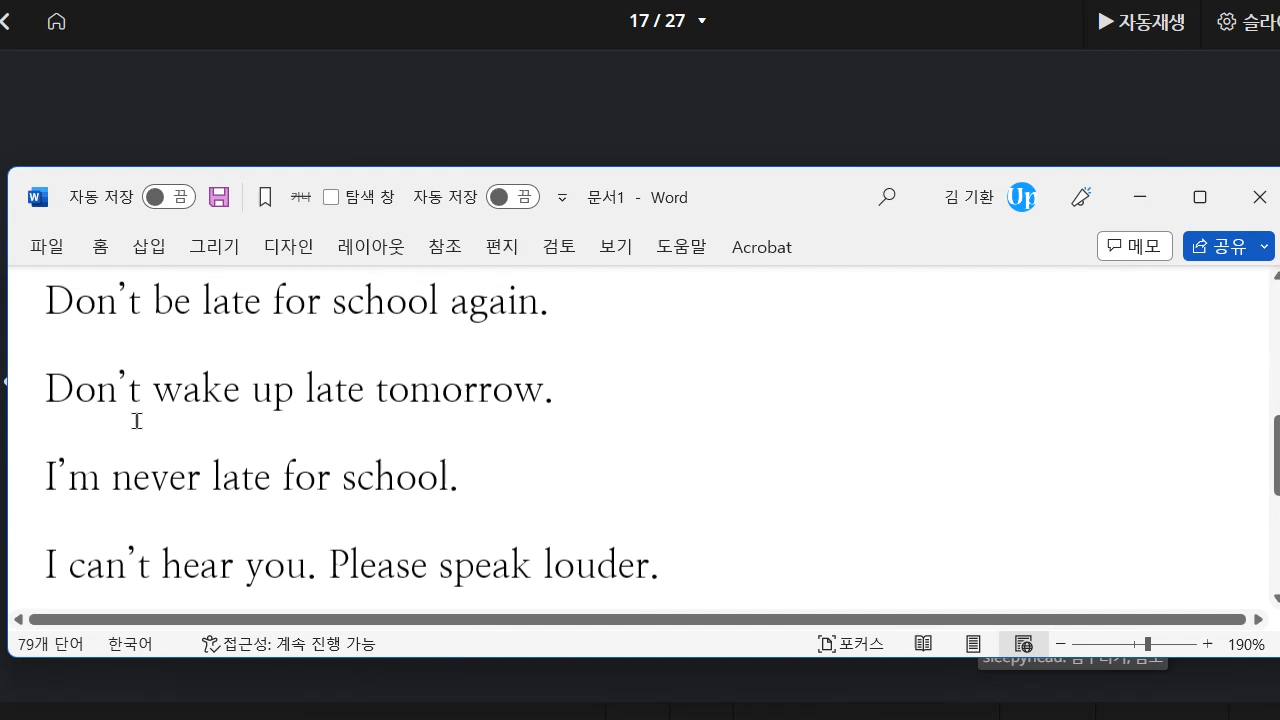 17 / 27
자동재생
슬라이
자동 저장 끔 탐색 창 자동 저장 끔 문서1 - Word 김 기환 Up
파일 홈 삽입 그리기 디자인 레이아웃 참조 편지 검토 보기 도움말 Acrobat 메모 공유
Don't be late for school again.
Don't wake up late tomorrow.
I'm never late for school.
I can't hear you. Please speak louder.
79개 단어 한국어 접근성: 계속 진행 가능 포커스 190%
sleepyhead: